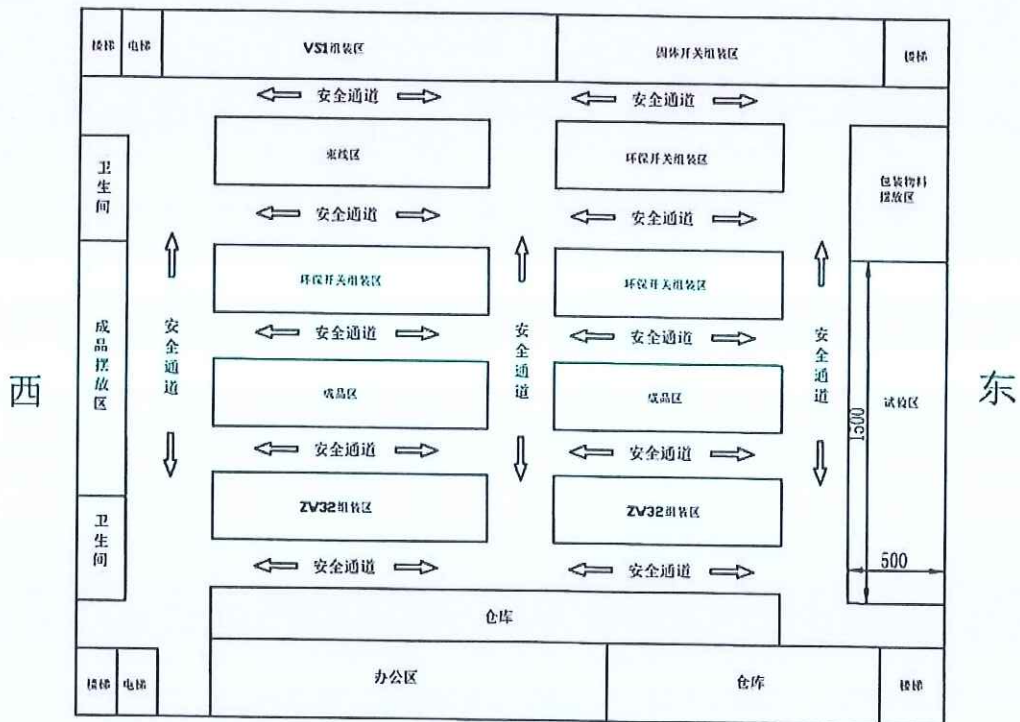 楼梯
电梯
VS1组装区
固体开关组装区
楼梯
安全通道
安全通道
卫生间
束线区
环保开关组装区
包装物料
摆放区
安全通道
安全通道
环保开关组装区
环保开关组装区
西
成品摆放区
安全通道
安全通道
安全通道
安全通道
安全通道
东
成品区
成品区
试验区
1500
安全通道
安全通道
卫生间
ZW32组装区
ZW32组装区
500
安全通道
安全通道
仓库
楼梯
电梯
办公区
仓库
楼梯